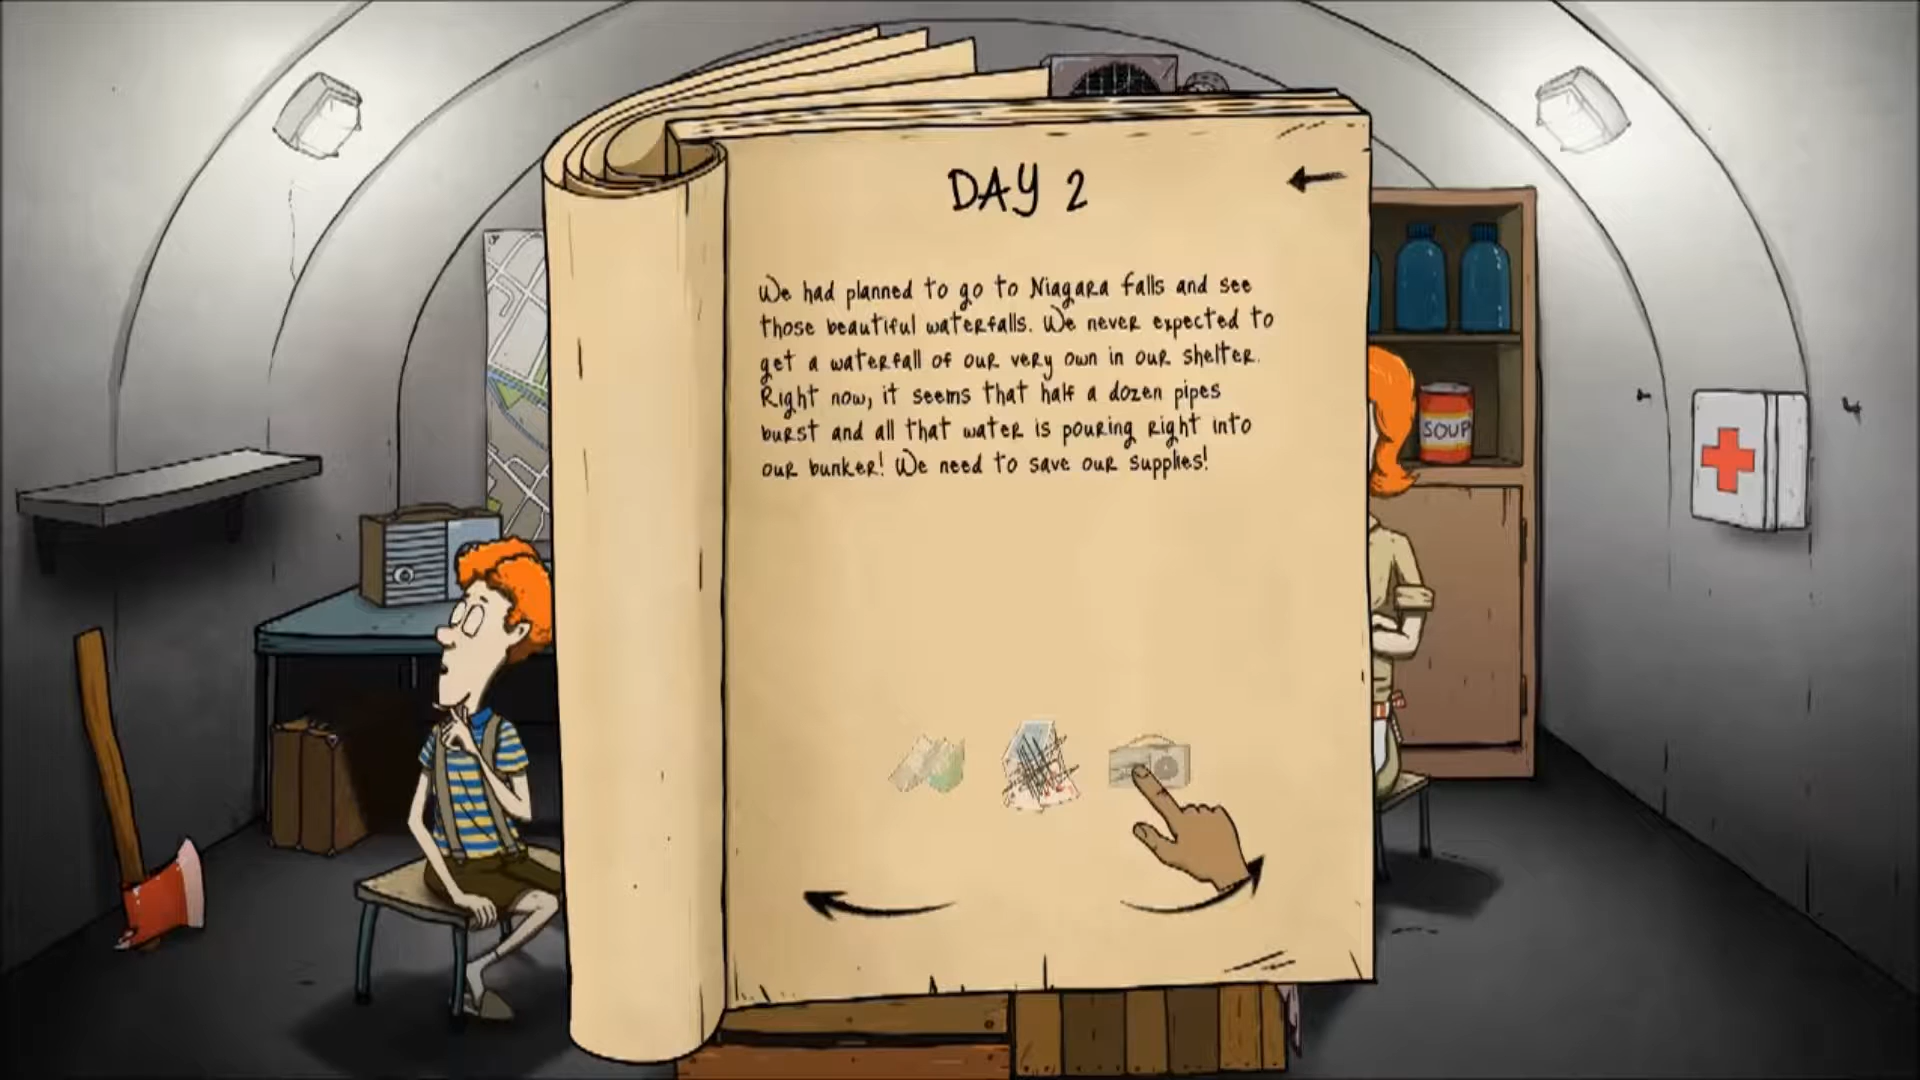 DAY 2
We had planned to go to Niagara Falls and see
those beautiful waterfalls. We never expected to
get a waterfall of our very own in our shelter.
Right now, it seems that half a dozen pipes
burst and all that water is pouring right into
our bunker! We need to save our supplies!
SOUP